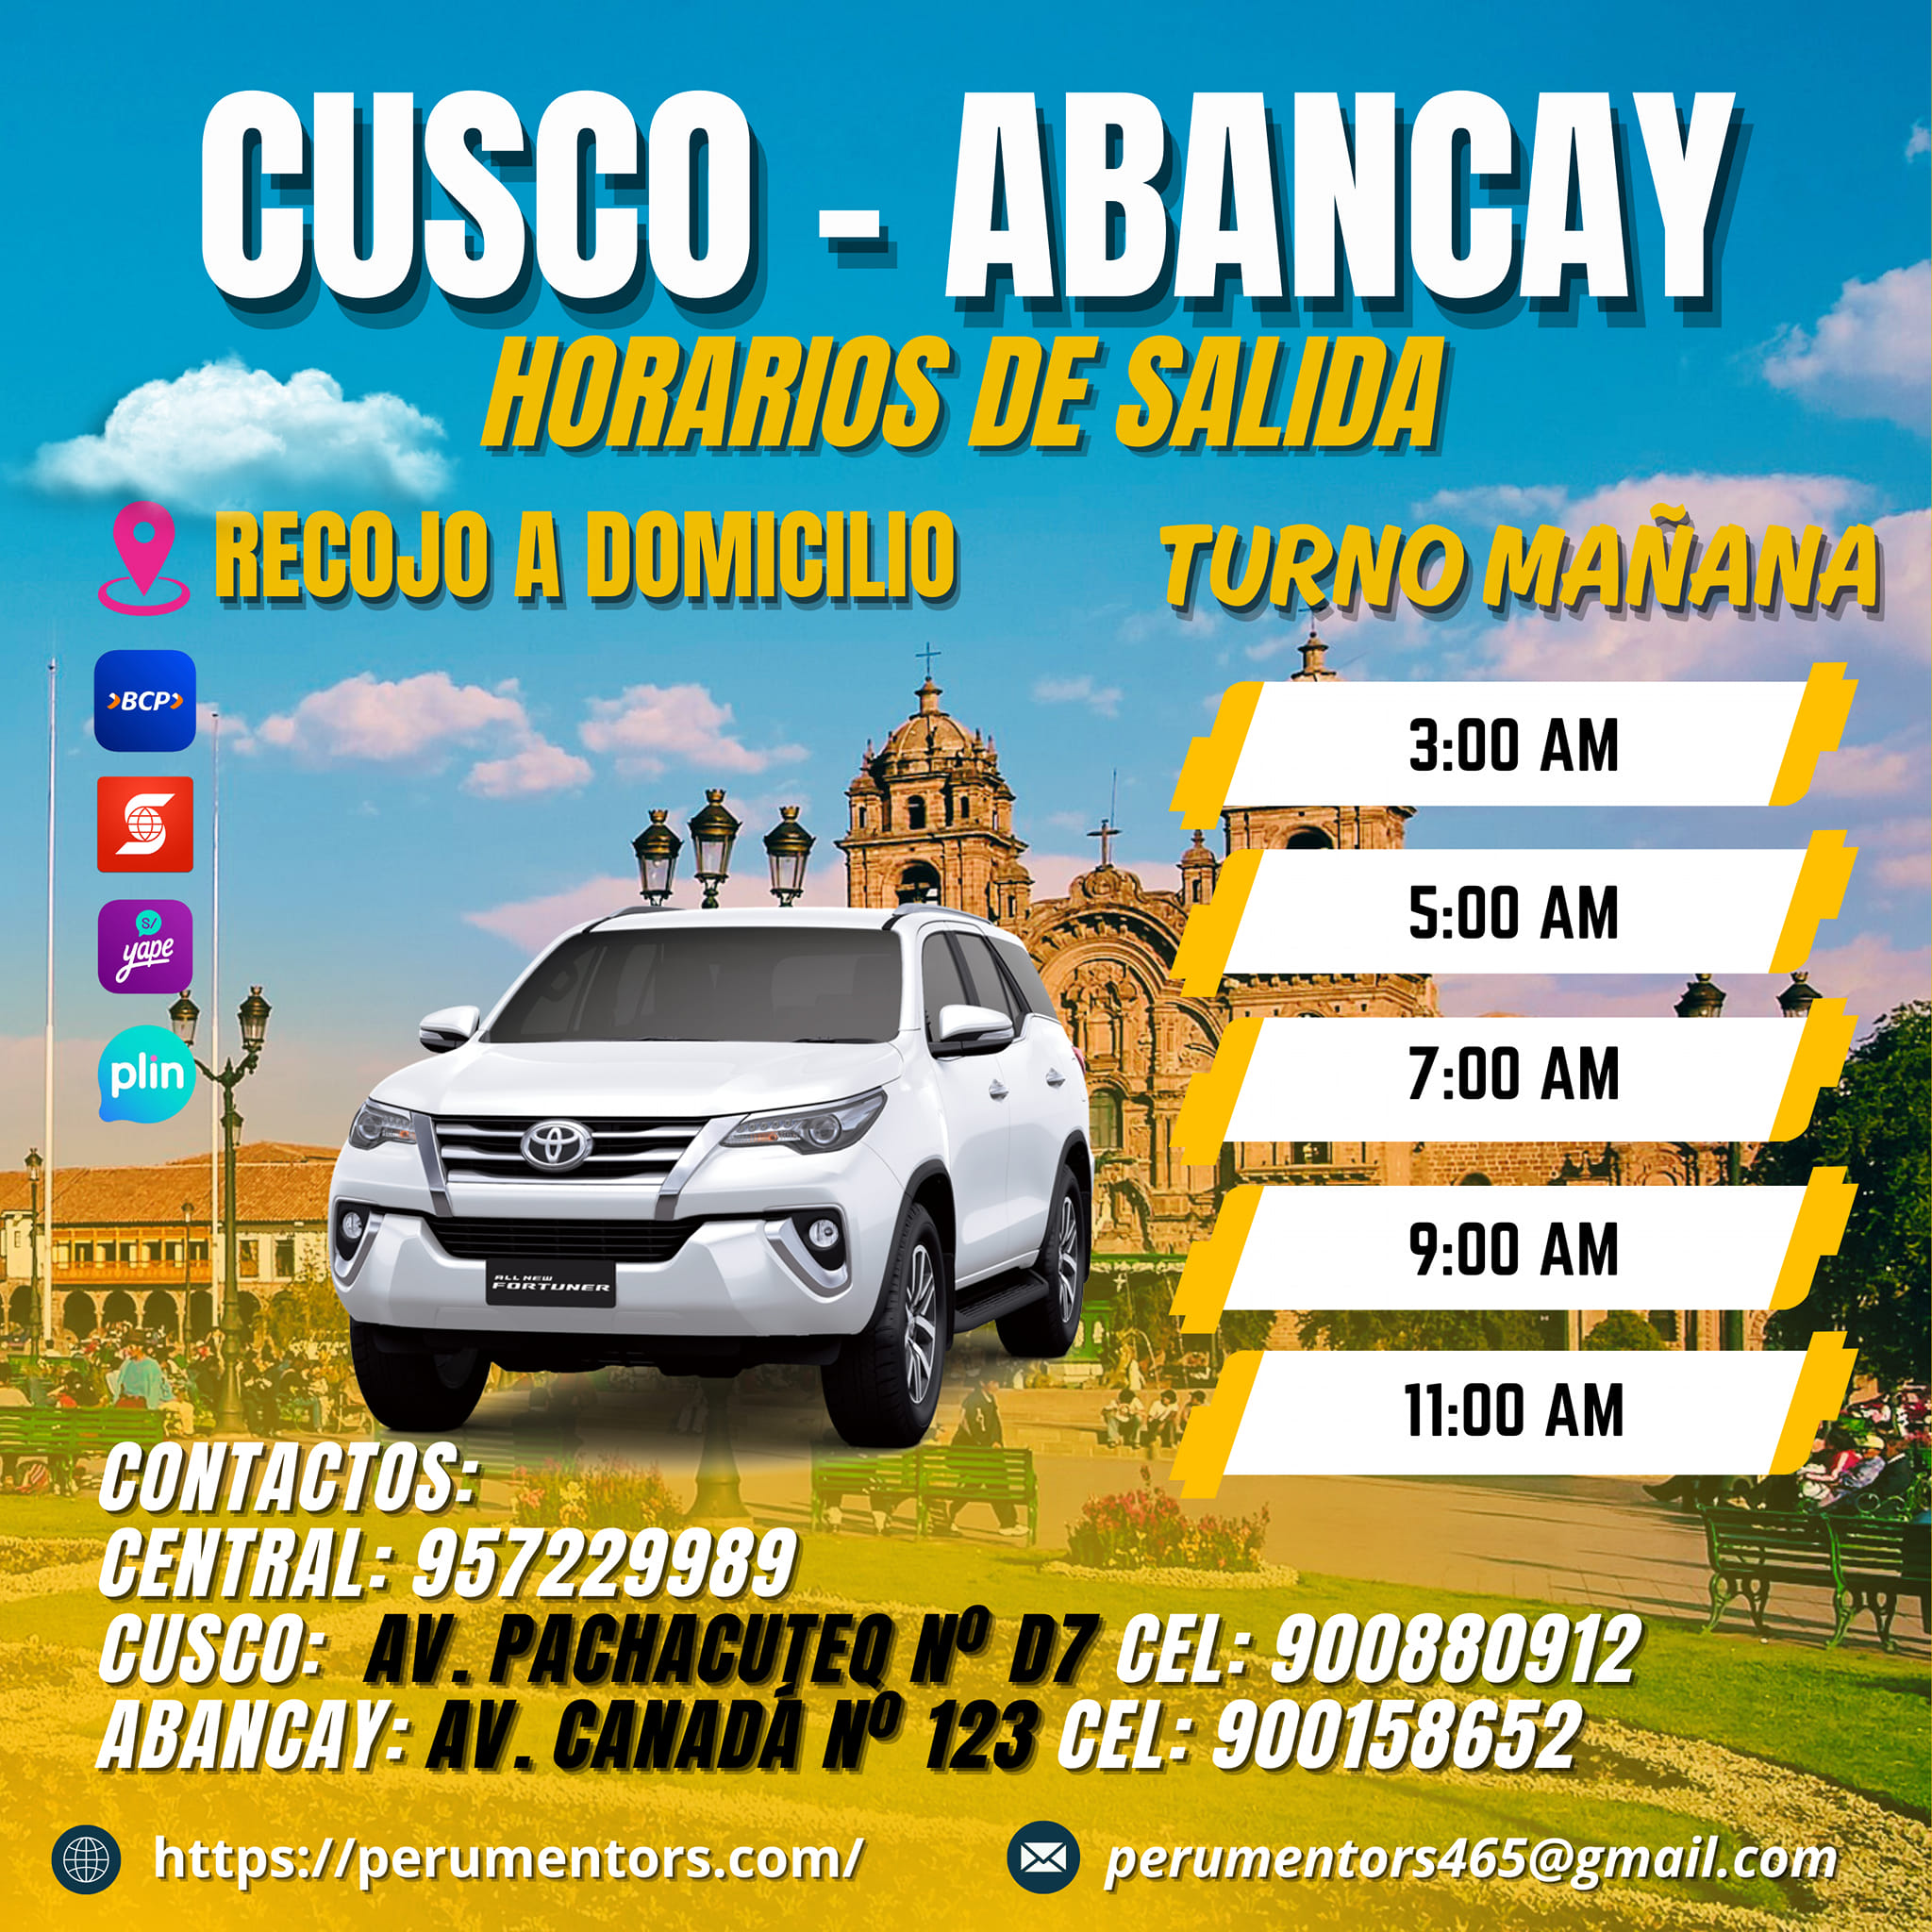 CUSCO - ABANCAY
HORARIOS DE SALIDA
RECOJO A DOMICILIO
TURNO MAÑANA
BCP
S/
yape
plin
3:00 AM
5:00 AM
7:00 AM
9:00 AM
11:00 AM
ALL NEW
FORTUNER
CONTACTOS:
CENTRAL: 957229989
CUSCO: AV. PACHACUTEQ Nº D7 CEL: 900880912
ABANCAY: AV. CANADÁ Nº 123 CEL: 900158652
https://perumentors.com/
perumentors465@gmail.com